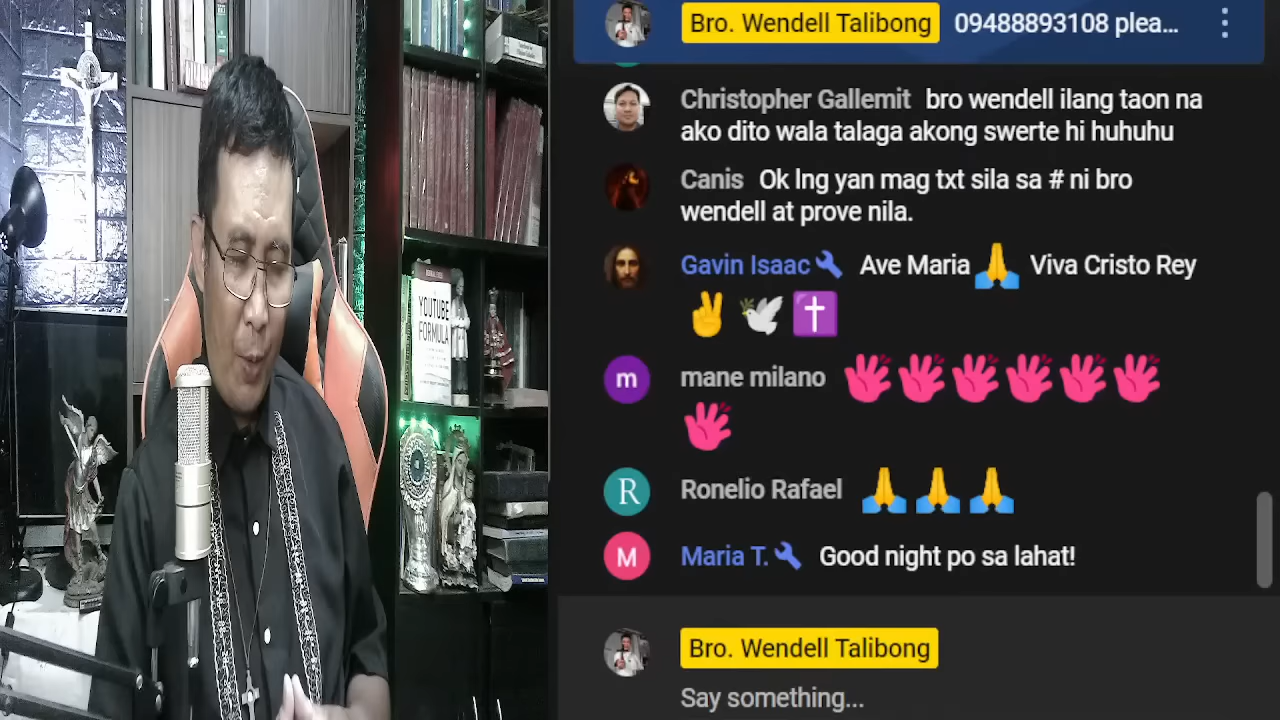 Bro. Wendell Talibong 09488893108 plea...
Christopher Gallemit bro wendell ilang taon na
ako dito wala talaga akong swerte hi huhuhu
Canis Ok lng yan mag txt sila sa # ni bro
wendell at prove nila.
Gavin Isaac Ave Maria 🙏 Viva Cristo Rey
✌️ 🕊️ ✝️
m
mane milano 👏👏👏👏👏👏
👏
R
Ronelio Rafael 🙏 🙏 🙏
M
Maria T. Good night po sa lahat!
Bro. Wendell Talibong
Say something...
YOUTUBE
FORMULA